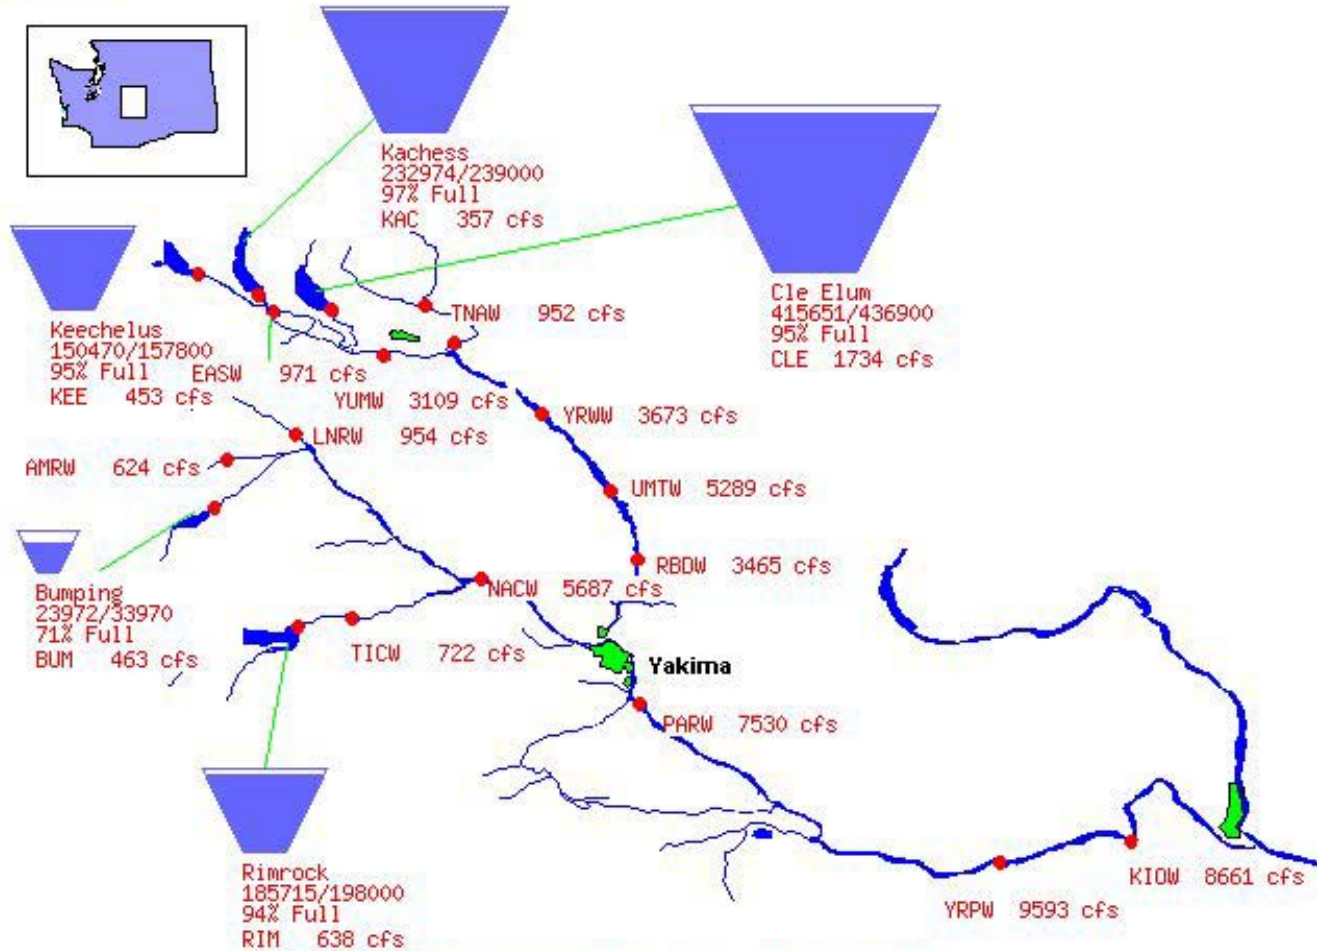 Kachess
232974/239000
97% Full
KAC 357 cfs
Cle Elum
415651/436900
95% Full
CLE 1734 cfs
Keechelus
150470/157800
95% Full
KEE 453 cfs
TNAW 952 cfs
EASW 971 cfs
YUMW 3109 cfs
YRWW 3673 cfs
LNRW 954 cfs
AMRW 624 cfs
UMTW 5289 cfs
RBDW 3465 cfs
Bumping
23972/33970
71% Full
BUM 463 cfs
NACW 5687 cfs
TICW 722 cfs
Yakima
PARW 7530 cfs
Rimrock
185715/198000
94% Full
RIM 638 cfs
KIOW 8661 cfs
YRPW 9593 cfs